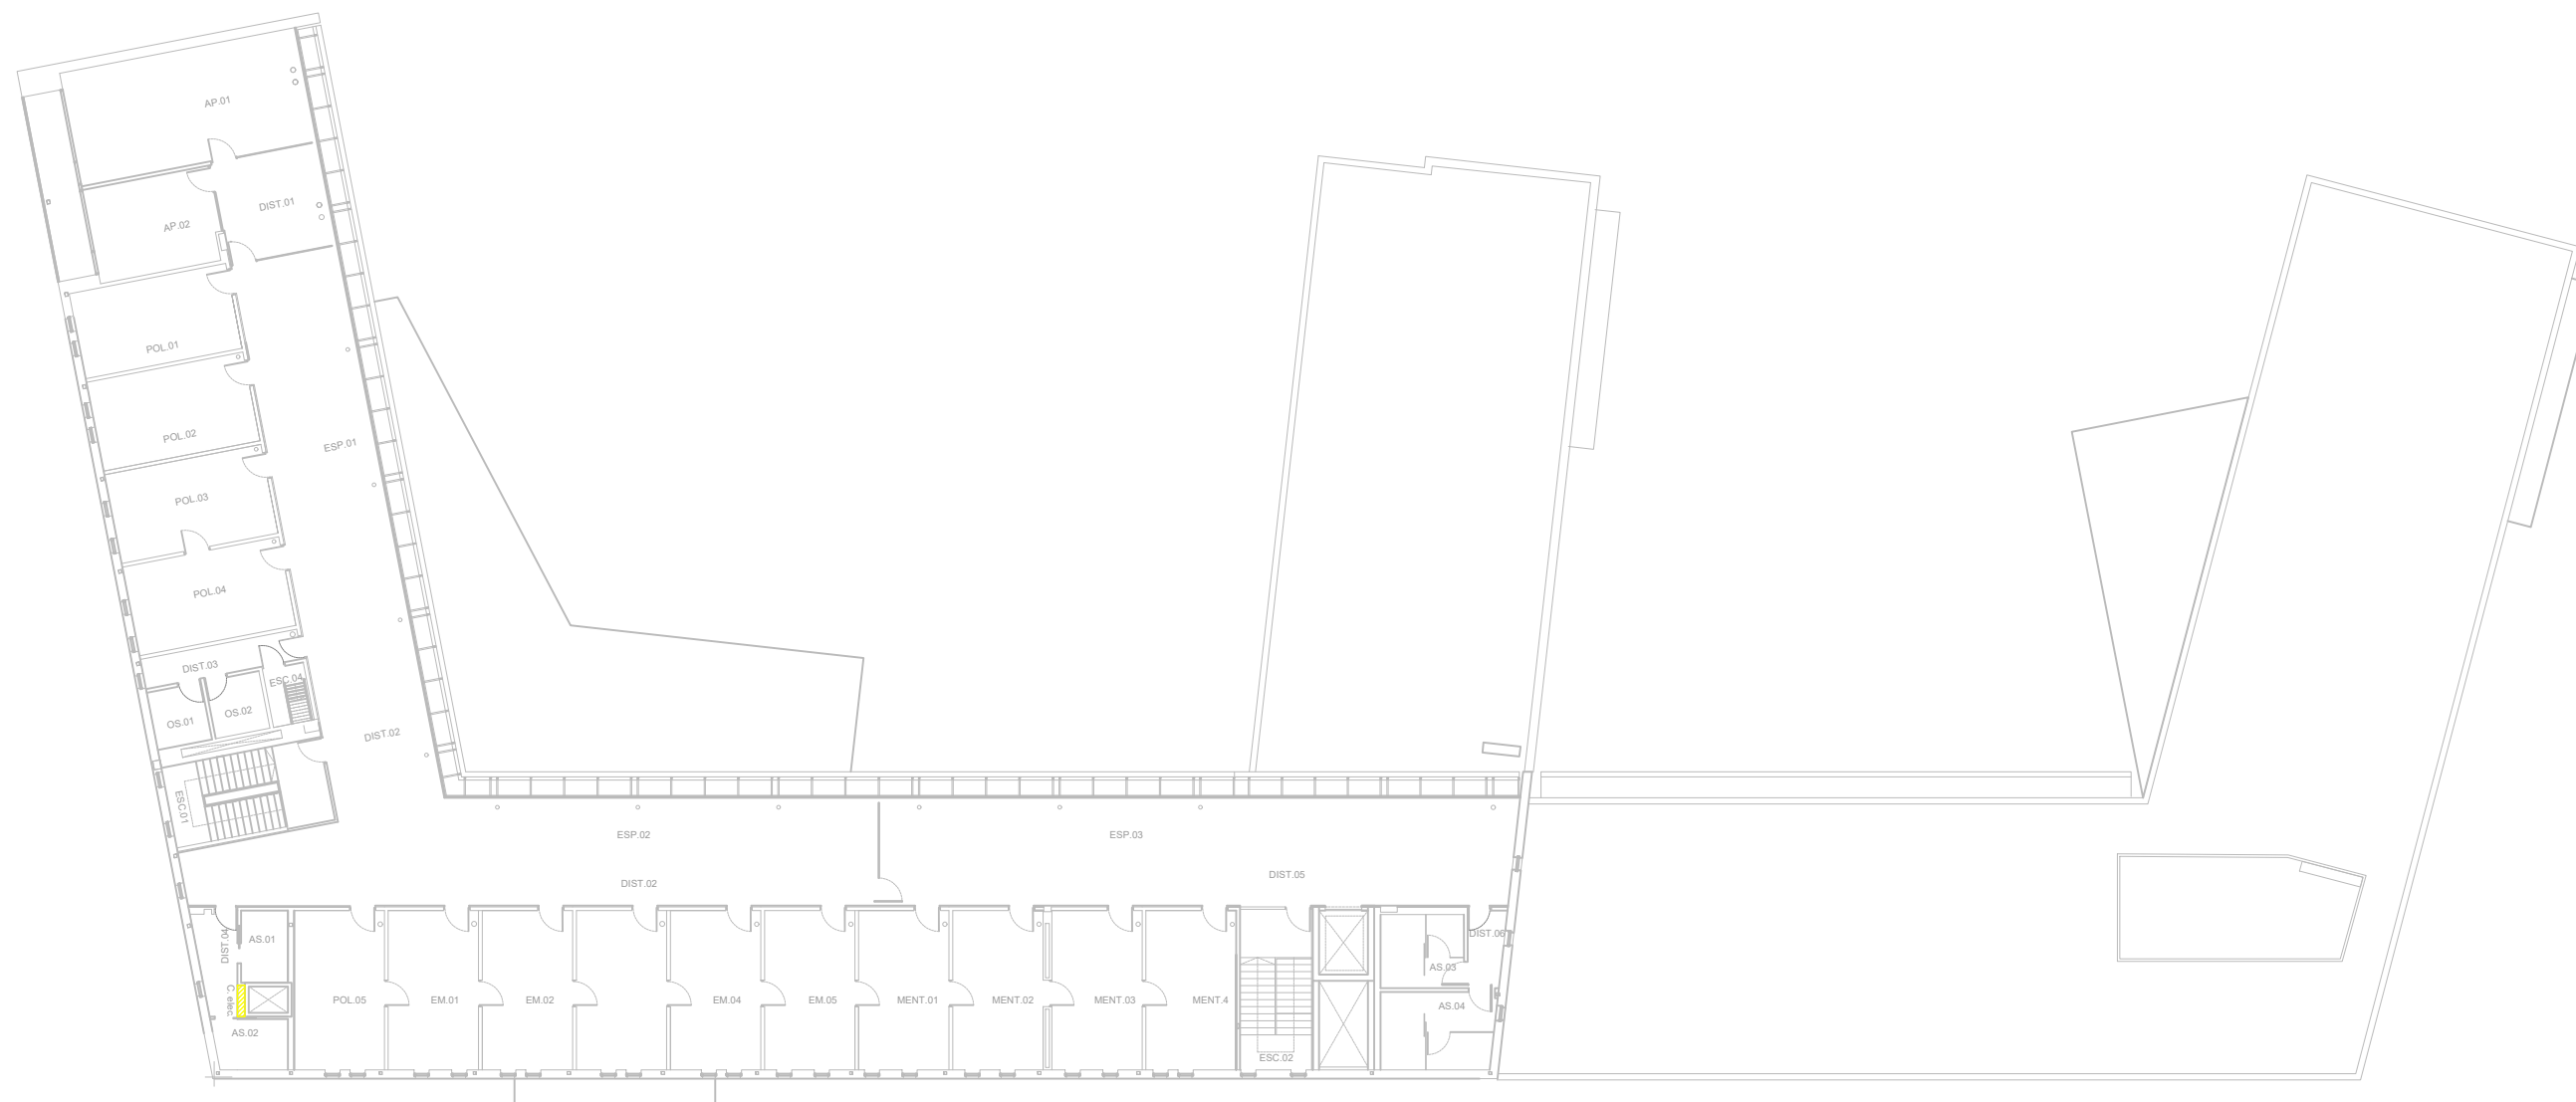 AP.01
AP.02
DIST.01
POL.01
POL.02
ESP.01
POL.03
POL.04
DIST.03
ESC.04
OS.01
OS.02
DIST.02
ESC.01
ESP.02
ESP.03
DIST.02
DIST.05
DIST.04
AS.01
C. elec.
AS.02
POL.05
EM.01
EM.02
EM.04
EM.05
MENT.01
MENT.02
MENT.03
MENT.4
ESC.02
DIST.06
AS.03
AS.04